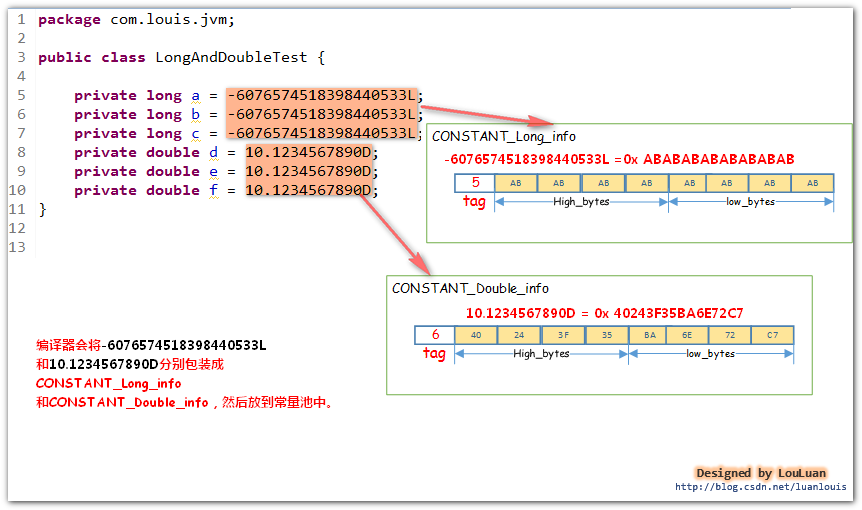 1 package com.louis.jvm;
2
3 public class LongAndDoubleTest {
4
5 private long a = -6076574518398440533L;
6 private long b = -6076574518398440533L;
7 private long c = -6076574518398440533L;
8 private double d = 10.1234567890D;
9 private double e = 10.1234567890D;
10 private double f = 10.1234567890D;
11 }
12
13
CONSTANT_Long_info
-6076574518398440533L =0x ABABABABABABABAB
5 AB AB AB AB AB AB AB AB
tag High_bytes low_bytes
CONSTANT_Double_info
10.1234567890D = 0x 40243F35BA6E72C7
6 40 24 3F 35 BA 6E 72 C7
tag High_bytes low_bytes
编译器会将-6076574518398440533L
和10.1234567890D分别包装成
CONSTANT_Long_info
和CONSTANT_Double_info，然后放到常量池中。
Designed by LouLuan
http://blog.csdn.net/luanlouis